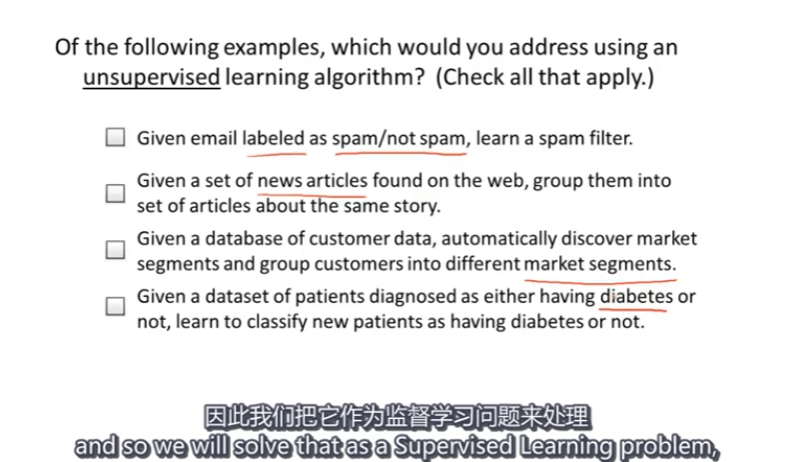 Of the following examples, which would you address using an
unsupervised learning algorithm? (Check all that apply.)
Given email labeled as spam/not spam, learn a spam filter.
Given a set of news articles found on the web, group them into
set of articles about the same story.
Given a database of customer data, automatically discover market
segments and group customers into different market segments.
Given a dataset of patients diagnosed as either having diabetes or
not, learn to classify new patients as having diabetes or not.
因此我们把它作为监督学习问题来处理
and so we will solve that as a Supervised Learning problem,